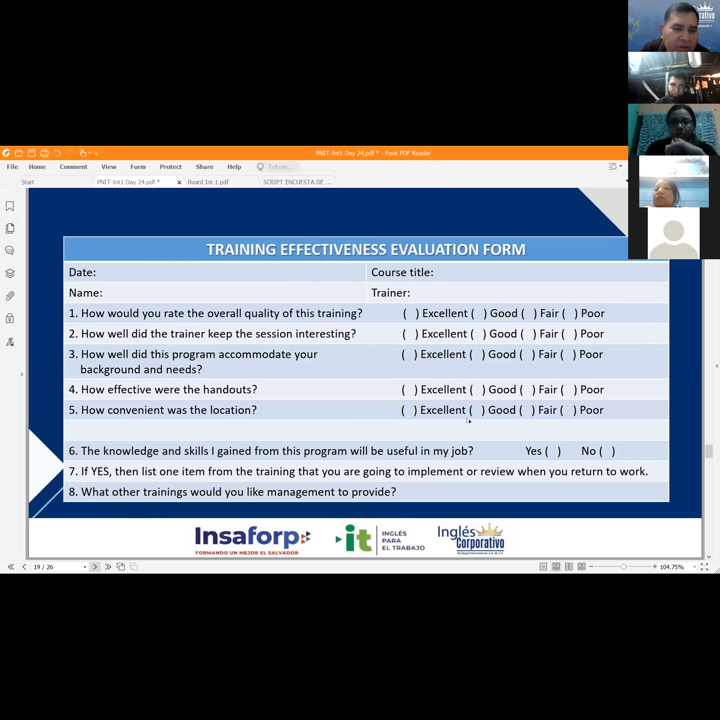 PNIT-Int1 Day 24.pdf * - Foxit PDF Reader
File Home Comment View Form Protect Share Help Tell me...
Start PNIT-Int1 Day 24.pdf * Board Int 1.pdf SCRIPT ENCUESTA DE ...
TRAINING EFFECTIVENESS EVALUATION FORM
Date: Course title:
Name: Trainer:
1. How would you rate the overall quality of this training? ( ) Excellent ( ) Good ( ) Fair ( ) Poor
2. How well did the trainer keep the session interesting? ( ) Excellent ( ) Good ( ) Fair ( ) Poor
3. How well did this program accommodate your ( ) Excellent ( ) Good ( ) Fair ( ) Poor
background and needs?
4. How effective were the handouts? ( ) Excellent ( ) Good ( ) Fair ( ) Poor
5. How convenient was the location? ( ) Excellent ( ) Good ( ) Fair ( ) Poor
6. The knowledge and skills I gained from this program will be useful in my job? Yes ( ) No ( )
7. If YES, then list one item from the training that you are going to implement or review when you return to work.
8. What other trainings would you like management to provide?
Insaforp
FORMANDO UN MEJOR EL SALVADOR
it
INGLÉS
PARA
EL TRABAJO
Inglés
Corporativo
19 / 26
104.75%